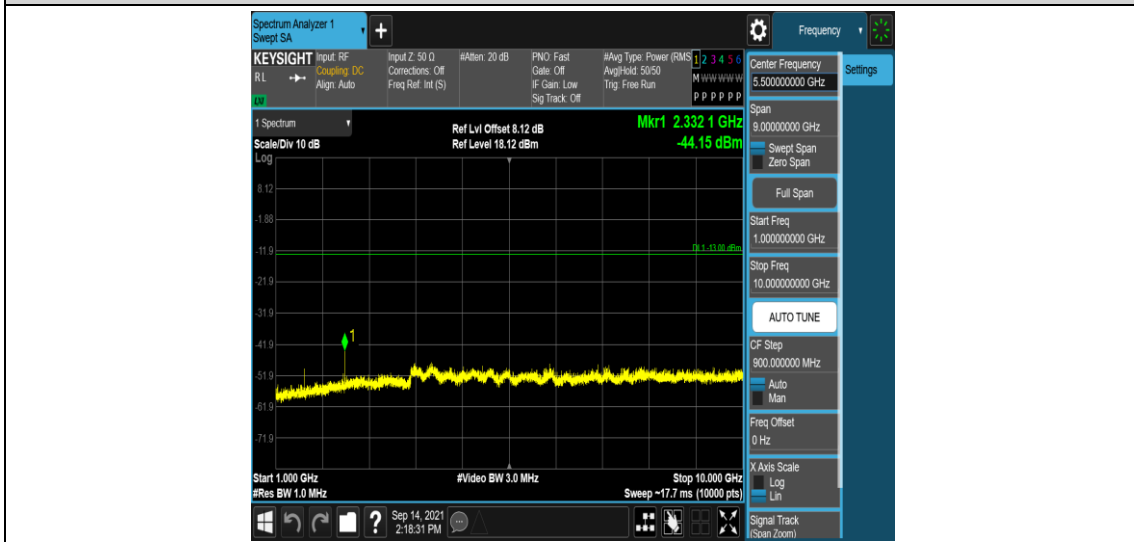 Spectrum Analyzer 1
Swept SA
+
Frequency
KEYSIGHT
RL
LXI
Input: RF
Coupling: DC
Align: Auto
Input Z: 50 Ω
Corrections: Off
Freq Ref: Int (S)
#Atten: 20 dB
PNO: Fast
Gate: Off
IF Gain: Low
Sig Track: Off
#Avg Type: Power (RMS
Avg|Hold: 50/50
Trig: Free Run
1 2 3 4 5 6
M W W W W W
P P P P P P
1 Spectrum
Scale/Div 10 dB
Ref Lvl Offset 8.12 dB
Ref Level 18.12 dBm
Mkr1 2.332 1 GHz
-44.15 dBm
Log
8.12
-1.88
-11.9
DL1 -13.00 dBm
-21.9
-31.9
1
-41.9
-51.9
-61.9
-71.9
Start 1.000 GHz
#Res BW 1.0 MHz
#Video BW 3.0 MHz
Stop 10.000 GHz
Sweep ~17.7 ms (10000 pts)
Center Frequency
5.500000000 GHz
Settings
Span
9.00000000 GHz
Swept Span
Zero Span
Full Span
Start Freq
1.000000000 GHz
Stop Freq
10.000000000 GHz
AUTO TUNE
CF Step
900.000000 MHz
Auto
Man
Freq Offset
0 Hz
X Axis Scale
Log
Lin
Signal Track
(Span Zoom)
?
Sep 14, 2021
2:18:31 PM